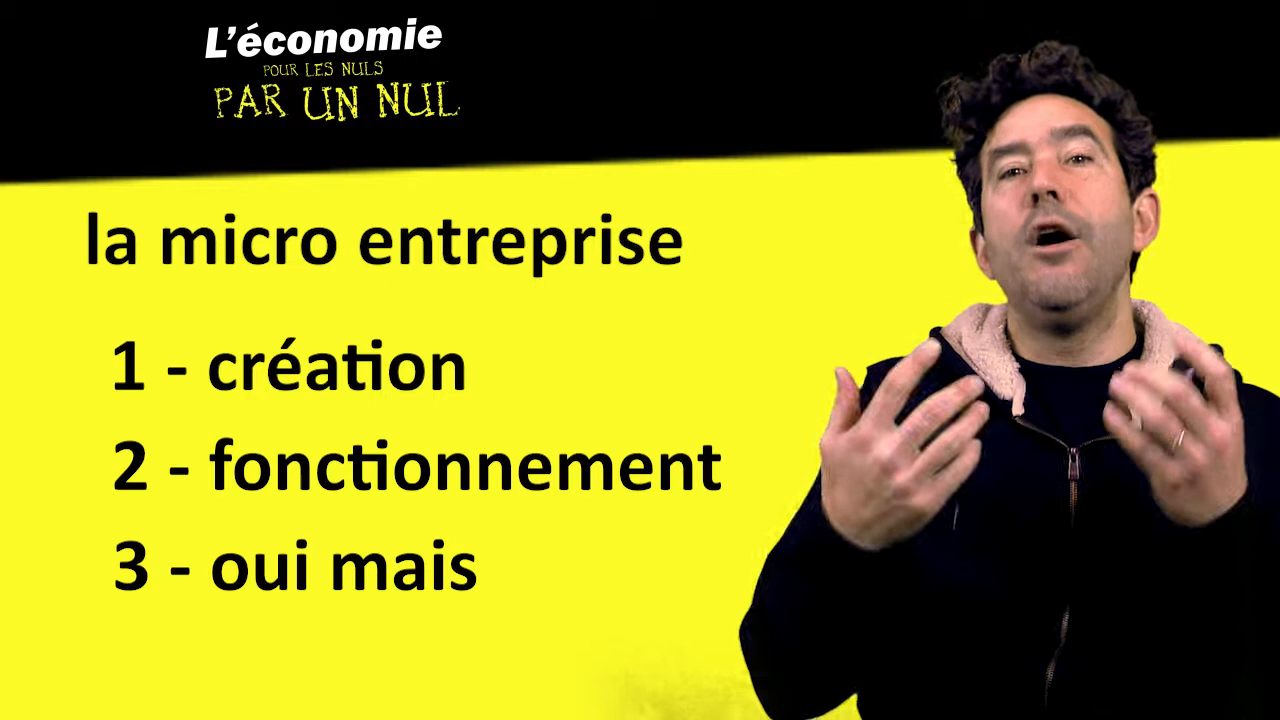 L'économie
POUR LES NULS
PAR UN NUL
la micro entreprise
1 - création
2 - fonctionnement
3 - oui mais